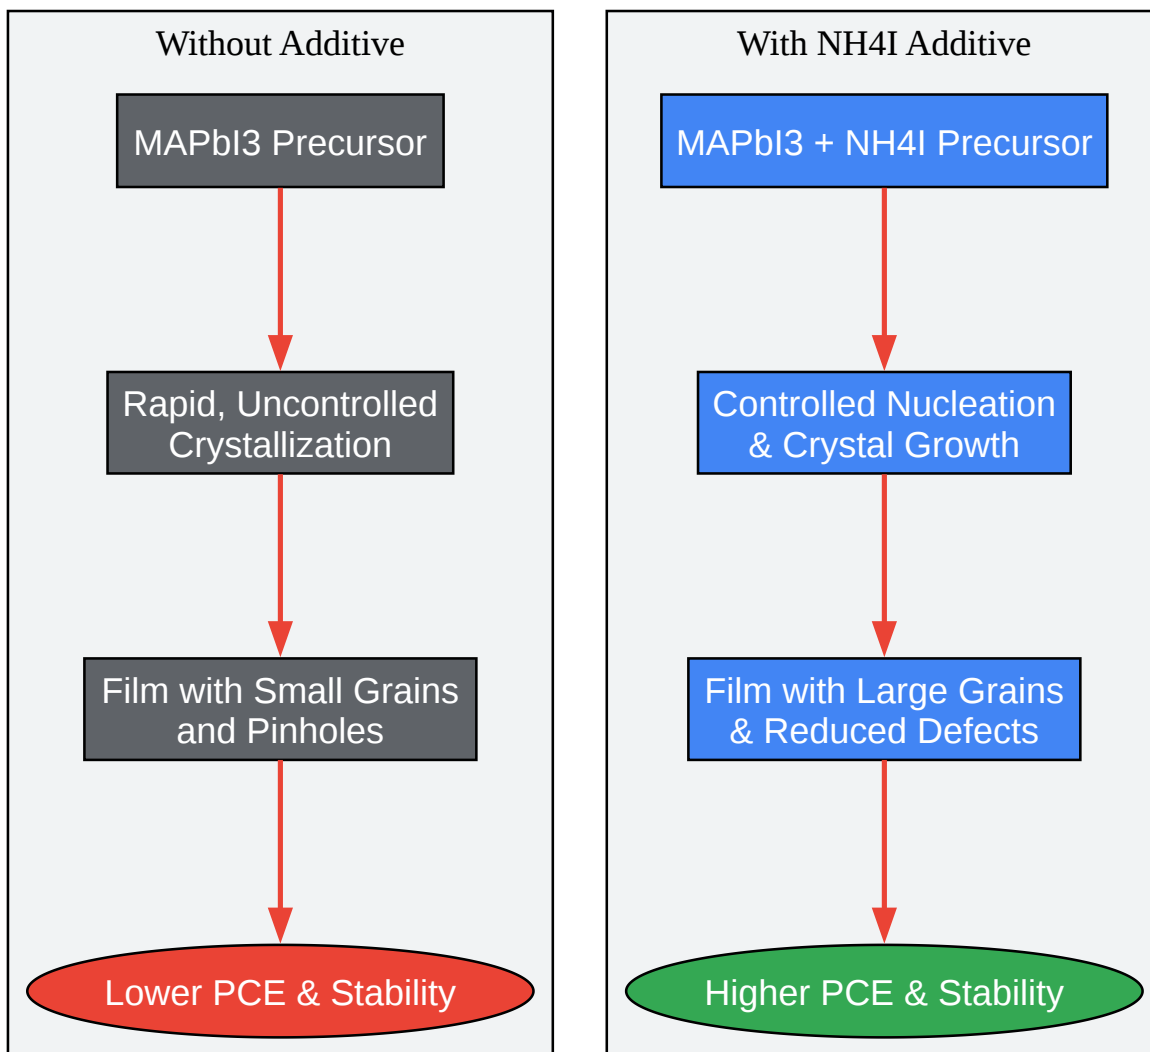 Without Additive
MAPbI3 Precursor
Rapid, Uncontrolled
Crystallization
Film with Small Grains
and Pinholes
Lower PCE & Stability
With NH4I Additive
MAPbI3 + NH4I Precursor
Controlled Nucleation
& Crystal Growth
Film with Large Grains
& Reduced Defects
Higher PCE & Stability